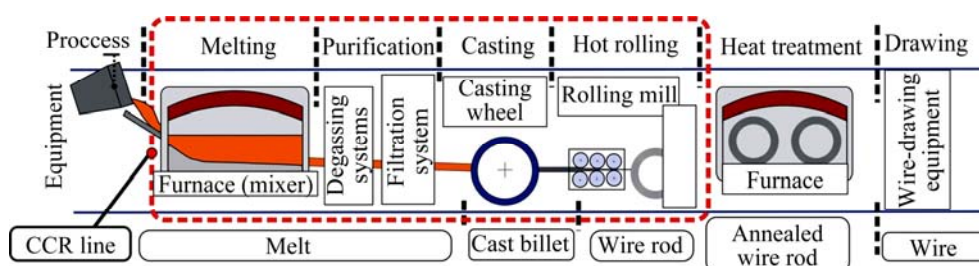 Proccess
Melting
Purification
Casting
Hot rolling
Heat treatment
Drawing
Equipment
Furnace (mixer)
Degassing
systems
Filtration
system
Casting
wheel
Rolling mill
Furnace
Wire-drawing
equipment
CCR line
Melt
Cast billet
Wire rod
Annealed
wire rod
Wire